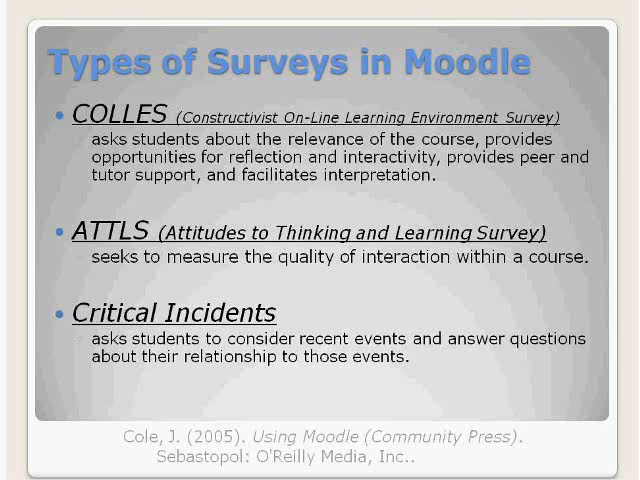 Types of Surveys in Moodle
COLLES (Constructivist On-Line Learning Environment Survey)
asks students about the relevance of the course, provides
opportunities for reflection and interactivity, provides peer and
tutor support, and facilitates interpretation.
ATTLS (Attitudes to Thinking and Learning Survey)
seeks to measure the quality of interaction within a course.
Critical Incidents
asks students to consider recent events and answer questions
about their relationship to those events.
Cole, J. (2005). Using Moodle (Community Press).
Sebastopol: O'Reilly Media, Inc..